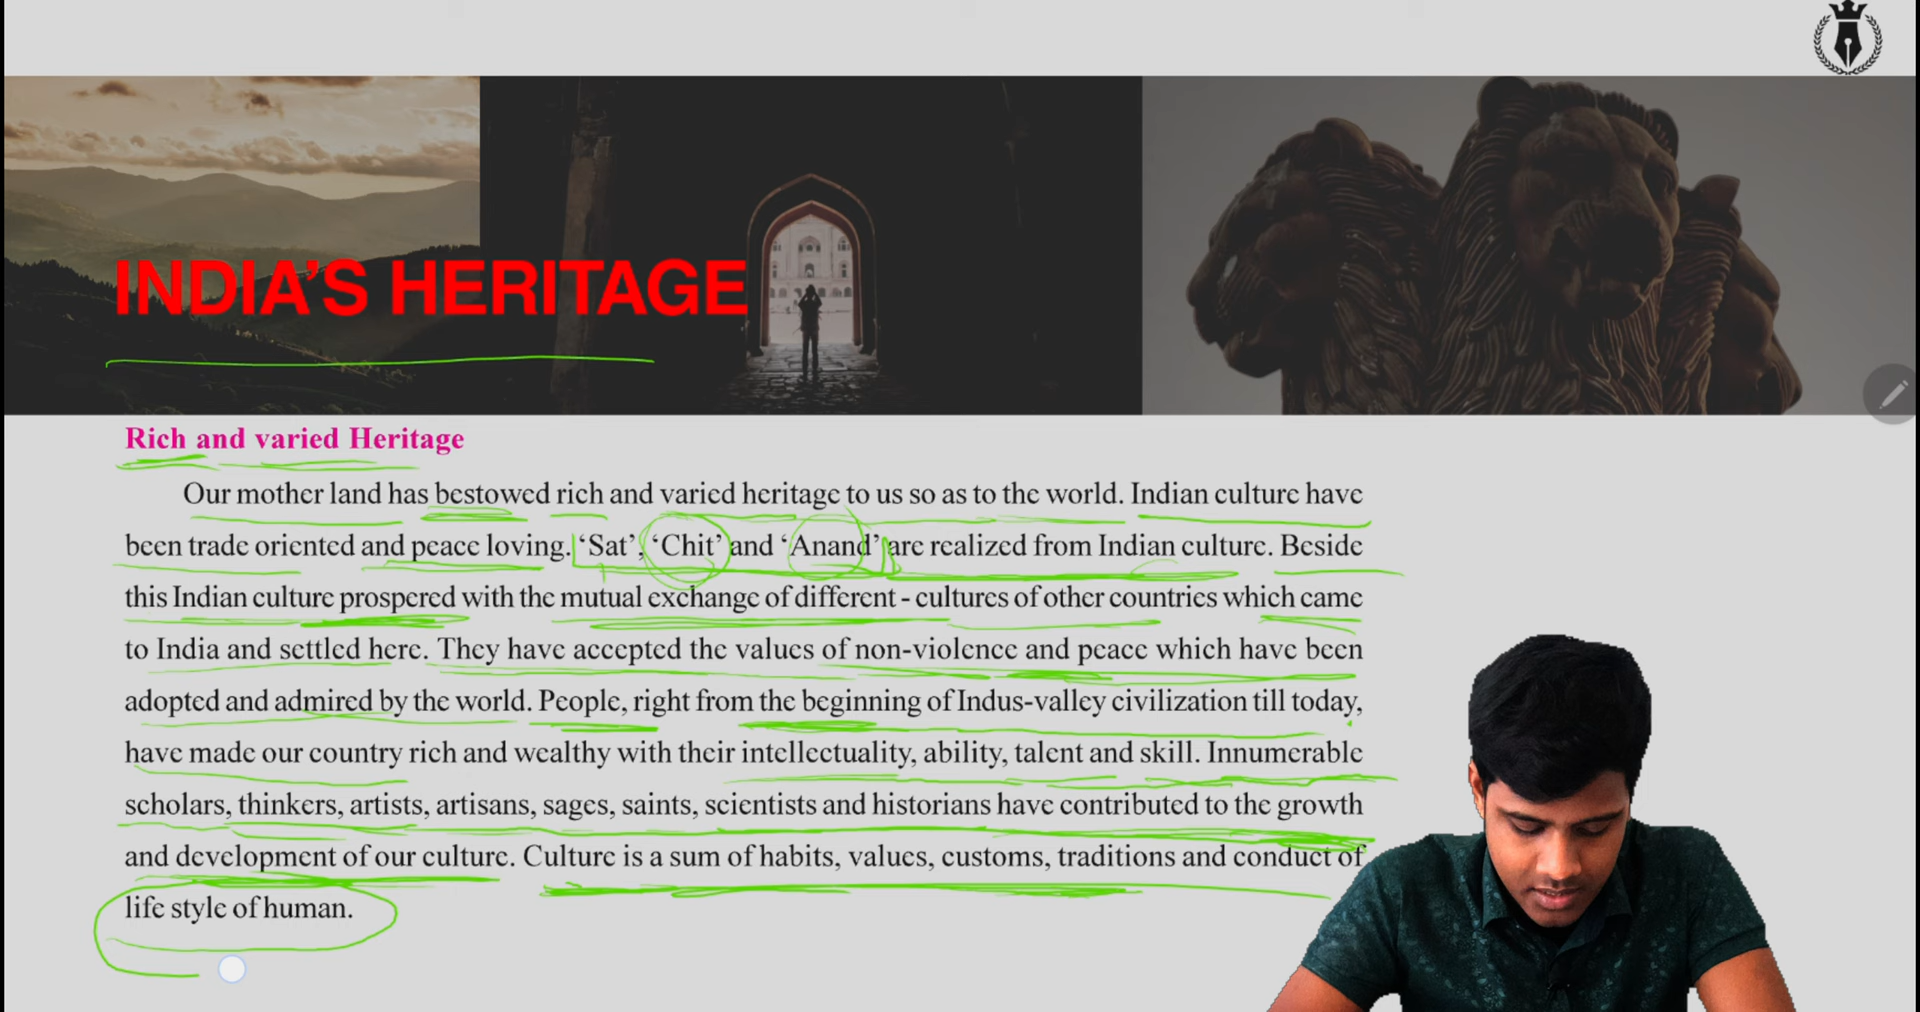 INDIA'S HERITAGE
Rich and varied Heritage
Our mother land has bestowed rich and varied heritage to us so as to the world. Indian culture have
been trade oriented and peace loving. ‘Sat’, ‘Chit’ and ‘Anand’ are realized from Indian culture. Beside
this Indian culture prospered with the mutual exchange of different - cultures of other countries which came
to India and settled here. They have accepted the values of non-violence and peace which have been
adopted and admired by the world. People, right from the beginning of Indus-valley civilization till today,
have made our country rich and wealthy with their intellectuality, ability, talent and skill. Innumerable
scholars, thinkers, artists, artisans, sages, saints, scientists and historians have contributed to the growth
and development of our culture. Culture is a sum of habits, values, customs, traditions and conduct of
life style of human.